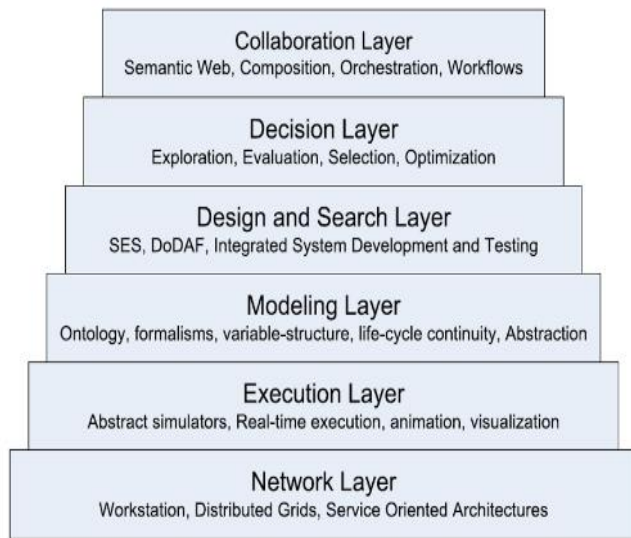 Collaboration Layer
Semantic Web, Composition, Orchestration, Workflows
Decision Layer
Exploration, Evaluation, Selection, Optimization
Design and Search Layer
SES, DoDAF, Integrated System Development and Testing
Modeling Layer
Ontology, formalisms, variable-structure, life-cycle continuity, Abstraction
Execution Layer
Abstract simulators, Real-time execution, animation, visualization
Network Layer
Workstation, Distributed Grids, Service Oriented Architectures